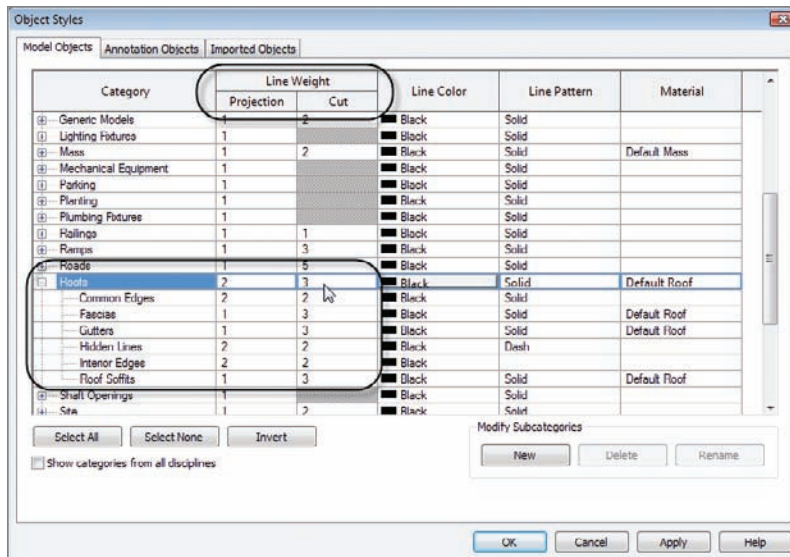 Object Styles
Model Objects Annotation Objects Imported Objects
Category Line Weight Line Color Line Pattern Material
Projection Cut
Generic Models 1 2 Black Solid
Lighting Fixtures 1 Black Solid
Mass 1 2 Black Solid Default Mass
Mechanical Equipment 1 Black Solid
Parking 1 Black Solid
Planting 1 Black Solid
Plumbing Fixtures 1 Black Solid
Railings 1 1 Black Solid
Ramps 1 3 Black Solid
Roads 1 5 Black Solid
Roofs 2 3 Black Solid Default Roof
Common Edges 2 2 Black Solid
Fascias 1 3 Black Solid Default Roof
Gutters 1 3 Black Solid Default Roof
Hidden Lines 2 2 Black Dash
Interior Edges 2 2 Black
Roof Soffits 1 3 Black Solid Default Roof
Shaft Openings 1 Black Solid
Site 1 2 Black Solid
Select All Select None Invert
Show categories from all disciplines
Modify Subcategories
New Delete Rename
OK Cancel Apply Help